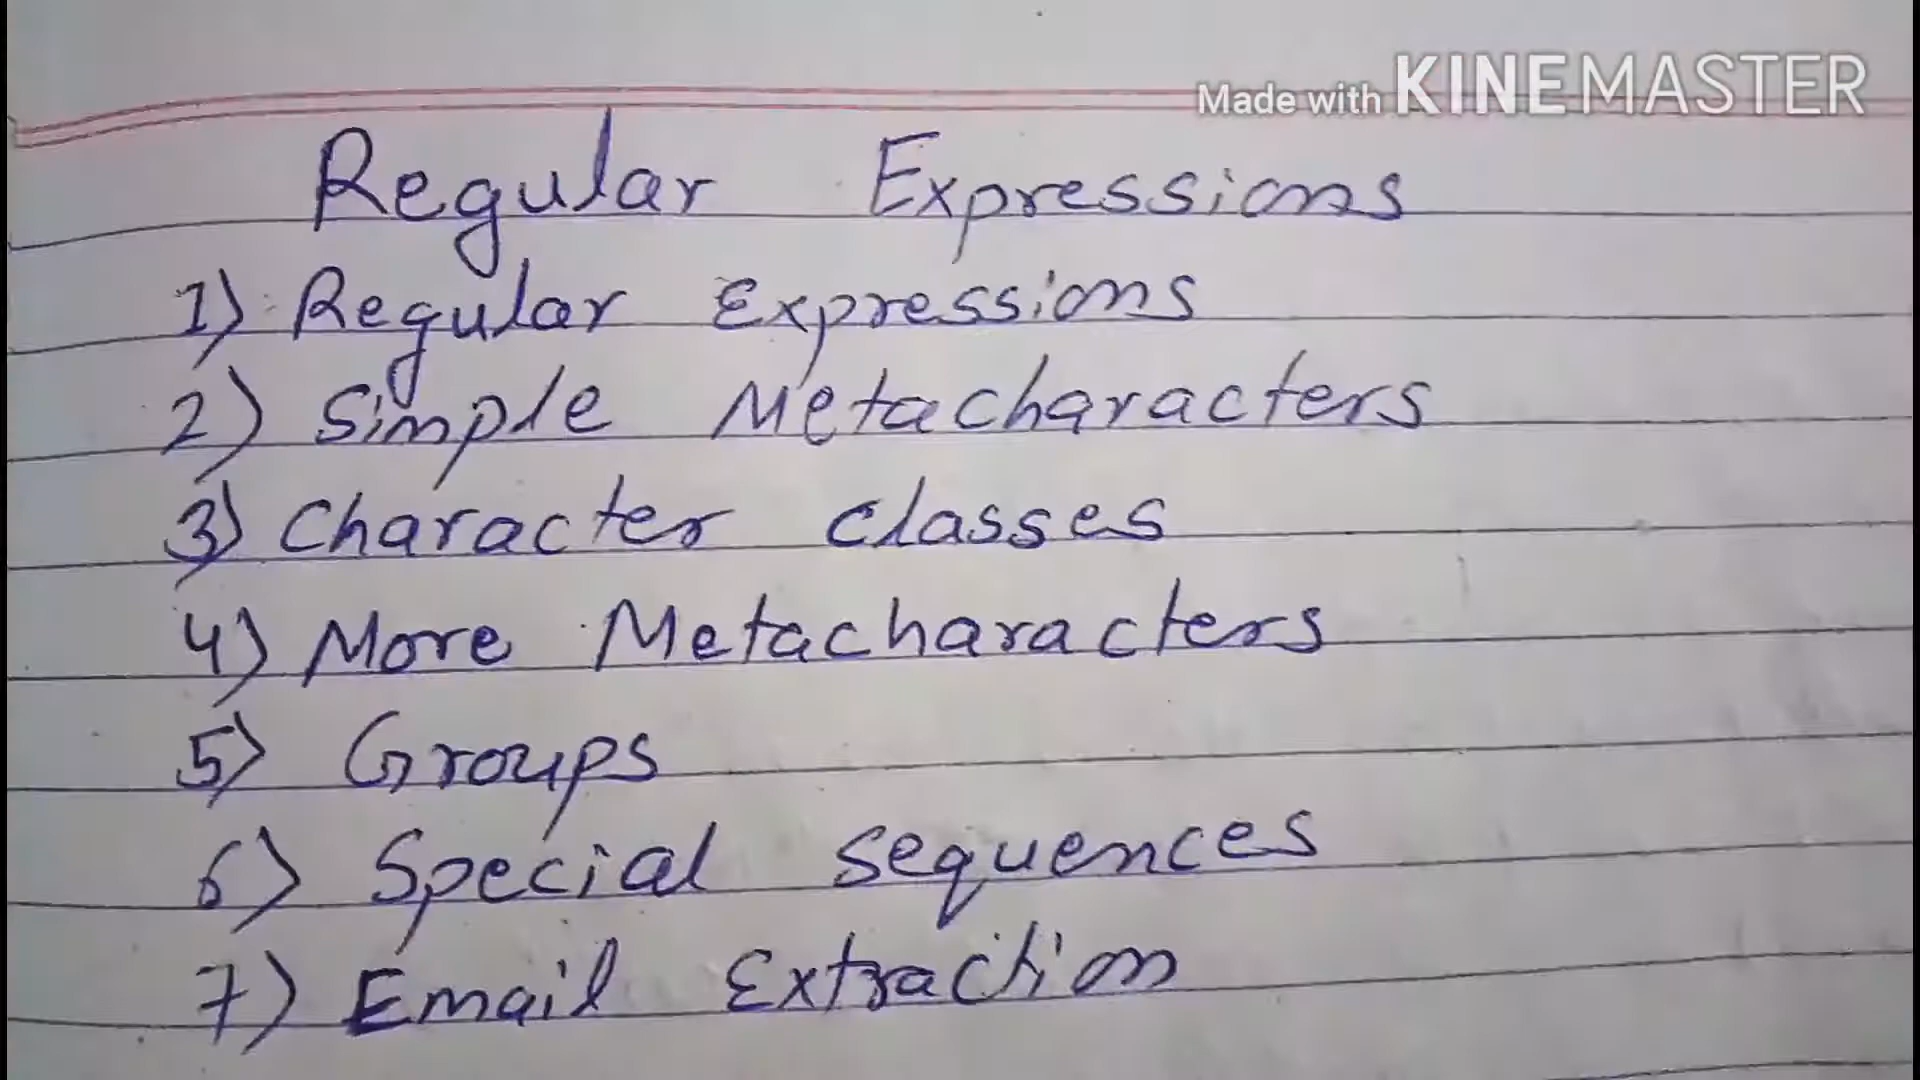 Made with KINEMASTER
Regular Expressions
1) Regular Expressions
2) Simple Metacharacters
3) Character classes
4) More Metacharacters
5) Groups
6) Special sequences
7) Email Extraction